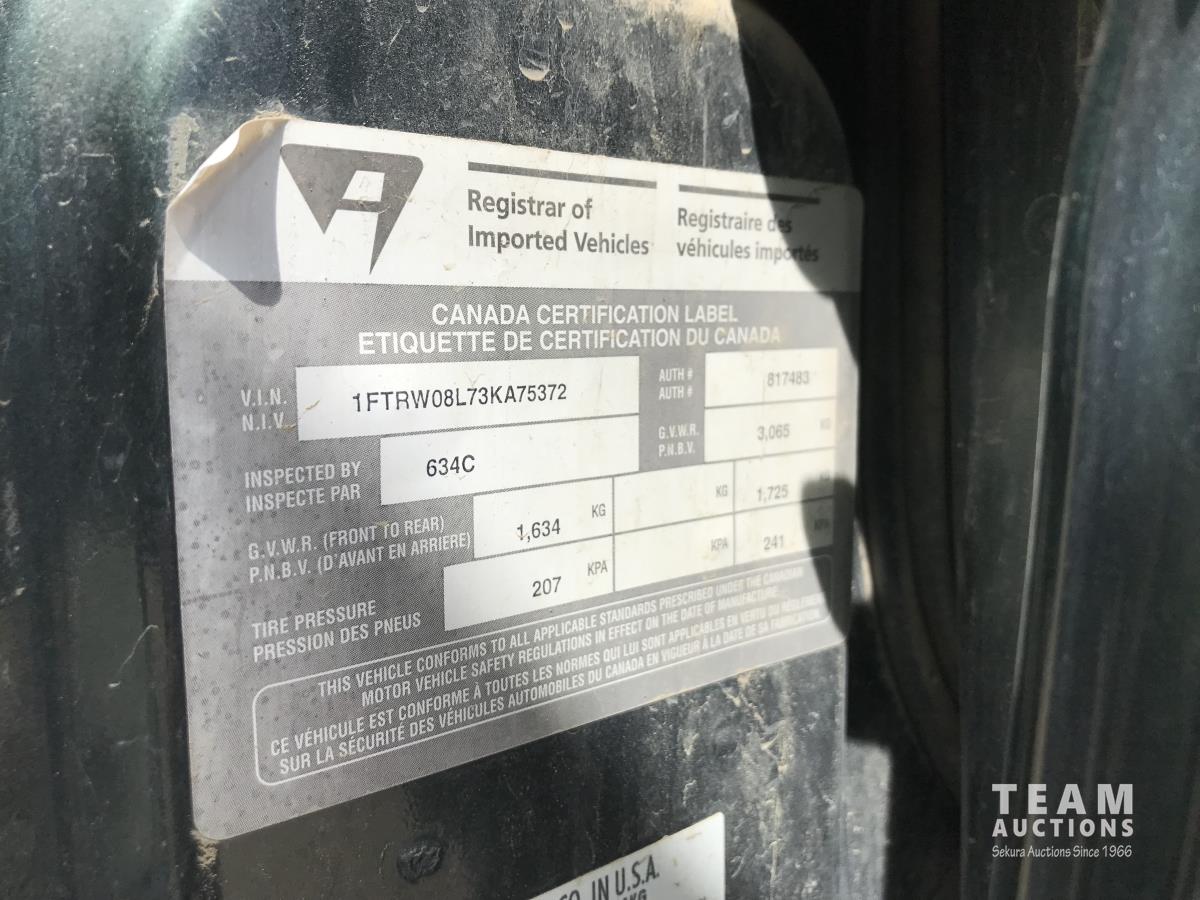 A
Registrar of
Imported Vehicles
Registraire des
véhicules importés
CANADA CERTIFICATION LABEL
ETIQUETTE DE CERTIFICATION DU CANADA
V.I.N.
N.I.V.
1FTRW08L73KA75372
AUTH #
AUTH #
817483
INSPECTED BY
INSPECTE PAR
634C
G.V.W.R.
P.N.B.V.
3,065 KG
G.V.W.R. (FRONT TO REAR)
P.N.B.V. (D'AVANT EN ARRIERE)
1,634 KG KG 1,725 KG
TIRE PRESSURE
PRESSION DES PNEUS
207 KPA KPA 241 KPA
THIS VEHICLE CONFORMS TO ALL APPLICABLE STANDARDS PRESCRIBED UNDER THE CANADIAN
MOTOR VEHICLE SAFETY REGULATIONS IN EFFECT ON THE DATE OF MANUFACTURE.
CE VÉHICULE EST CONFORME À TOUTES LES NORMES QUI LUI SONT APPLICABLES EN VERTU DU RÈGLEMENT
SUR LA SÉCURITÉ DES VÉHICULES AUTOMOBILES DU CANADA EN VIGUEUR À LA DATE DE SA FABRICATION.
CO. IN U.S.A.
KG
TEAM
AUCTIONS
Sekura Auctions Since 1966